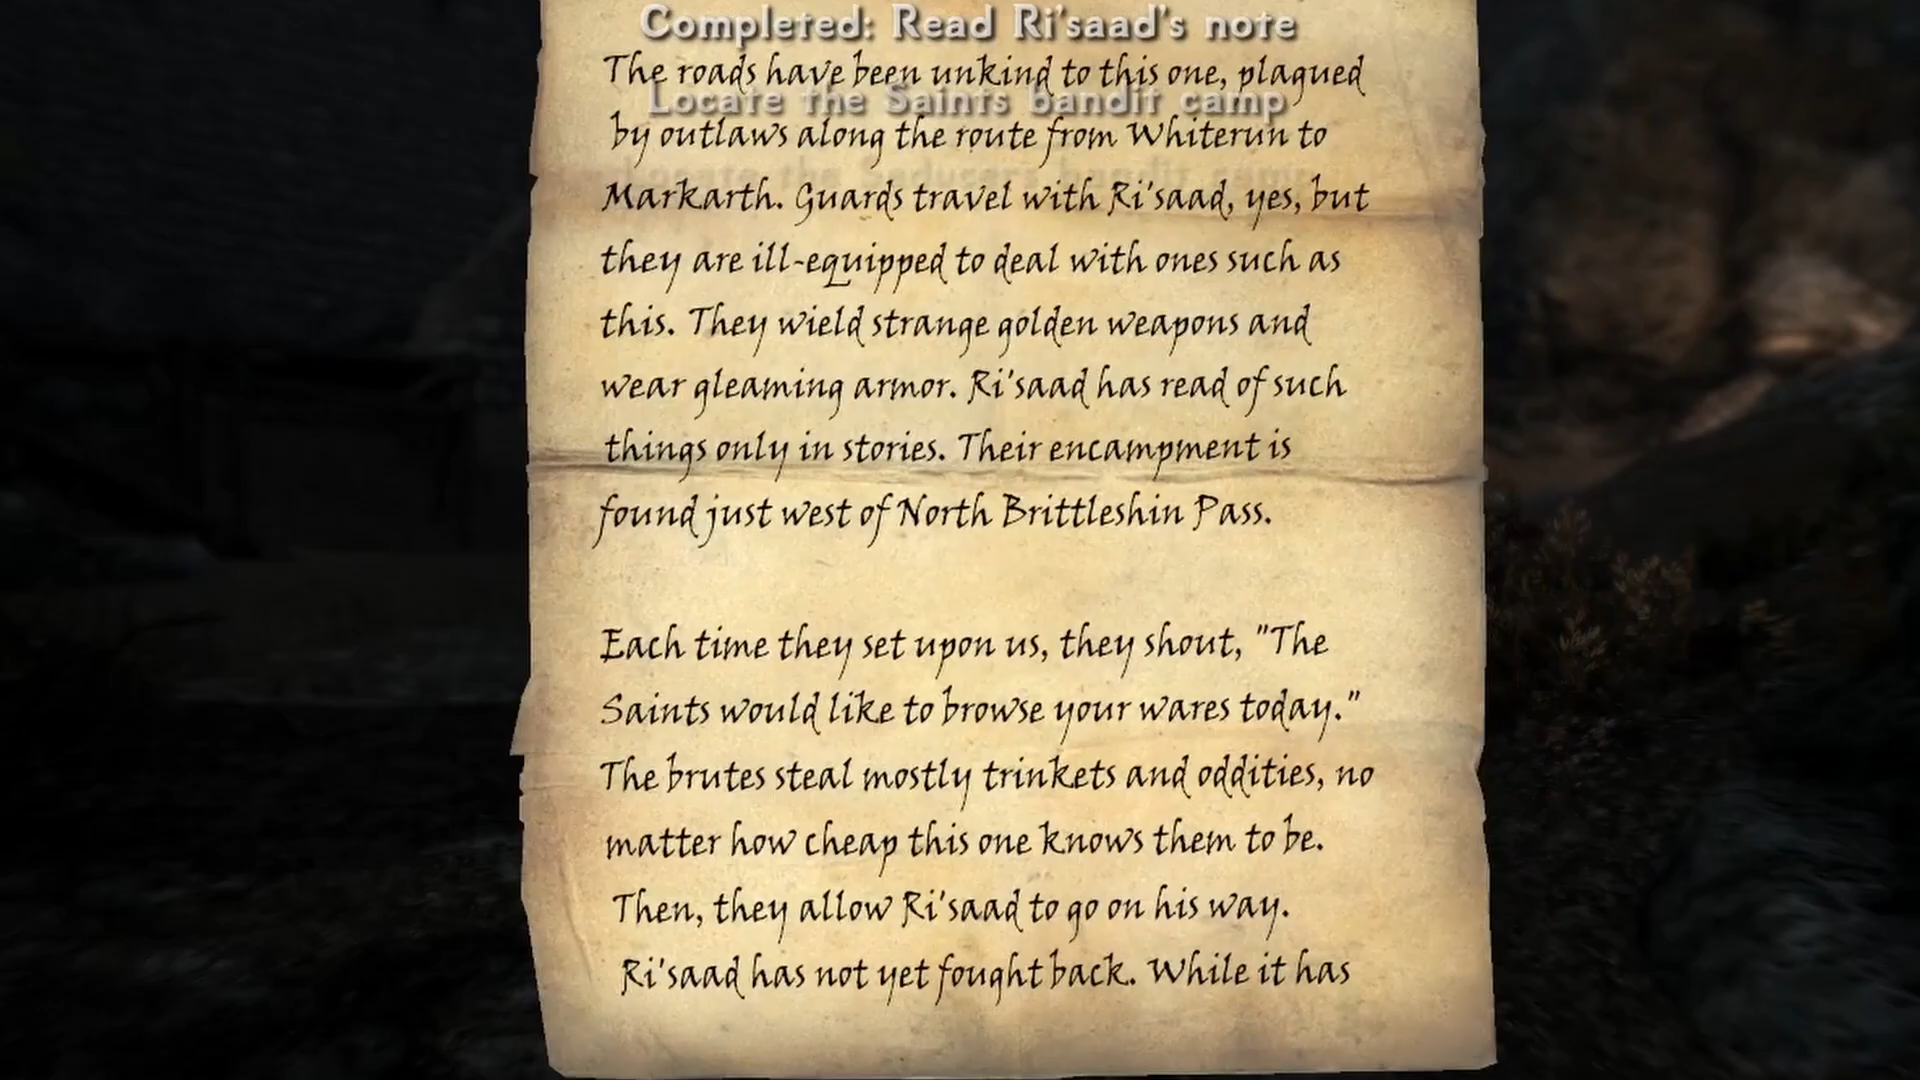 Completed: Read Ri'saad's note
The roads have been unkind to this one, plagued
Locate the Saints bandit camp
by outlaws along the route from Whiterun to
Markarth. Guards travel with Ri'saad, yes, but
they are ill-equipped to deal with ones such as
this. They wield strange golden weapons and
wear gleaming armor. Ri'saad has read of such
things only in stories. Their encampment is
found just west of North Brittleshin Pass.
Each time they set upon us, they shout, "The
Saints would like to browse your wares today."
The brutes steal mostly trinkets and oddities, no
matter how cheap this one knows them to be.
Then, they allow Ri'saad to go on his way.
Ri'saad has not yet fought back. While it has